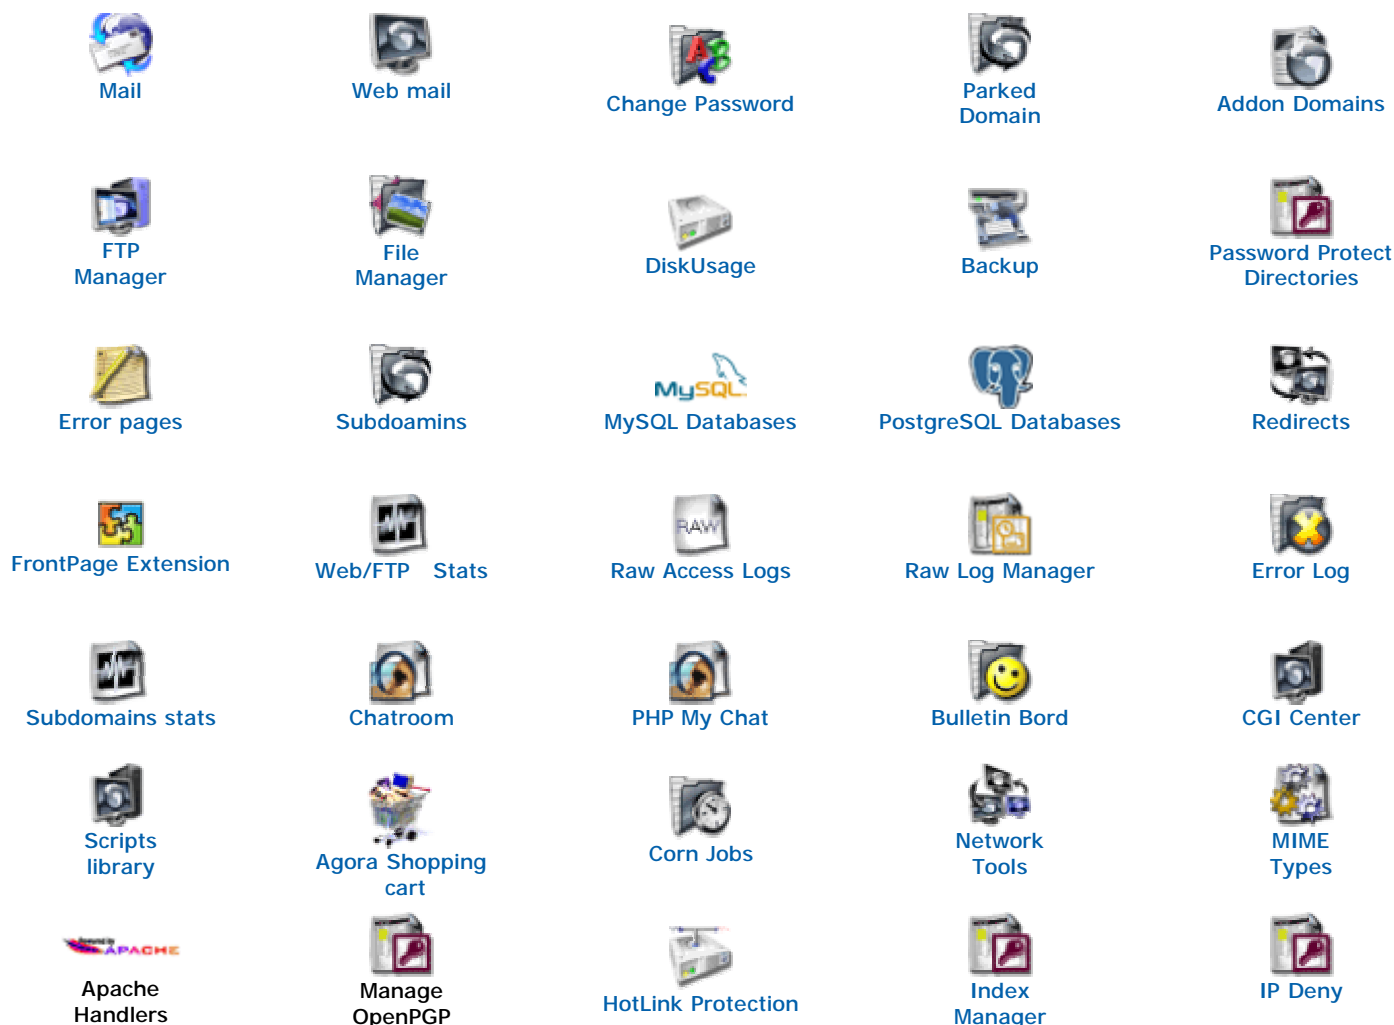 Mail
Web mail
Change Password
Parked
Domain
Addon Domains
FTP
Manager
File
Manager
DiskUsage
Backup
Password Protect
Directories
Error pages
Subdoamins
MySQL
MySQL Databases
PostgreSQL Databases
Redirects
FrontPage Extension
Web/FTP Stats
RAW
Raw Access Logs
Raw Log Manager
Error Log
Subdomains stats
Chatroom
PHP My Chat
Bulletin Bord
CGI Center
Scripts
library
Agora Shopping
cart
Corn Jobs
Network
Tools
MIME
Types
Powered by
APACHE
Apache
Handlers
Manage
OpenPGP
HotLink Protection
Index
Manager
IP Deny